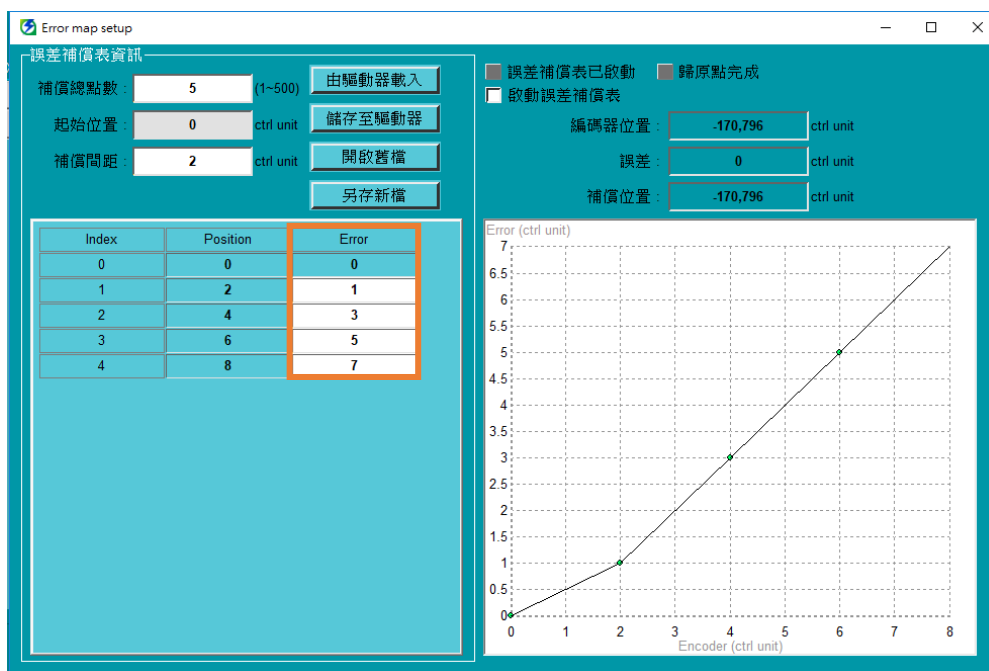 Error map setup
誤差補償表資訊
補償總點數 : 5 (1~500) 由驅動器載入
起始位置 : 0 ctrl unit 儲存至驅動器
補償間距 : 2 ctrl unit 開啟舊檔
另存新檔
Index Position Error
0 0 0
1 2 1
2 4 3
3 6 5
4 8 7
誤差補償表已啟動 歸原點完成
啟動誤差補償表
編碼器位置 : -170,796 ctrl unit
誤差 : 0 ctrl unit
補償位置 : -170,796 ctrl unit
Error (ctrl unit)
7
6.5
6
5.5
5
4.5
4
3.5
3
2.5
2
1.5
1
0.5
0
0 1 2 3 4 5 6 7 8
Encoder (ctrl unit)